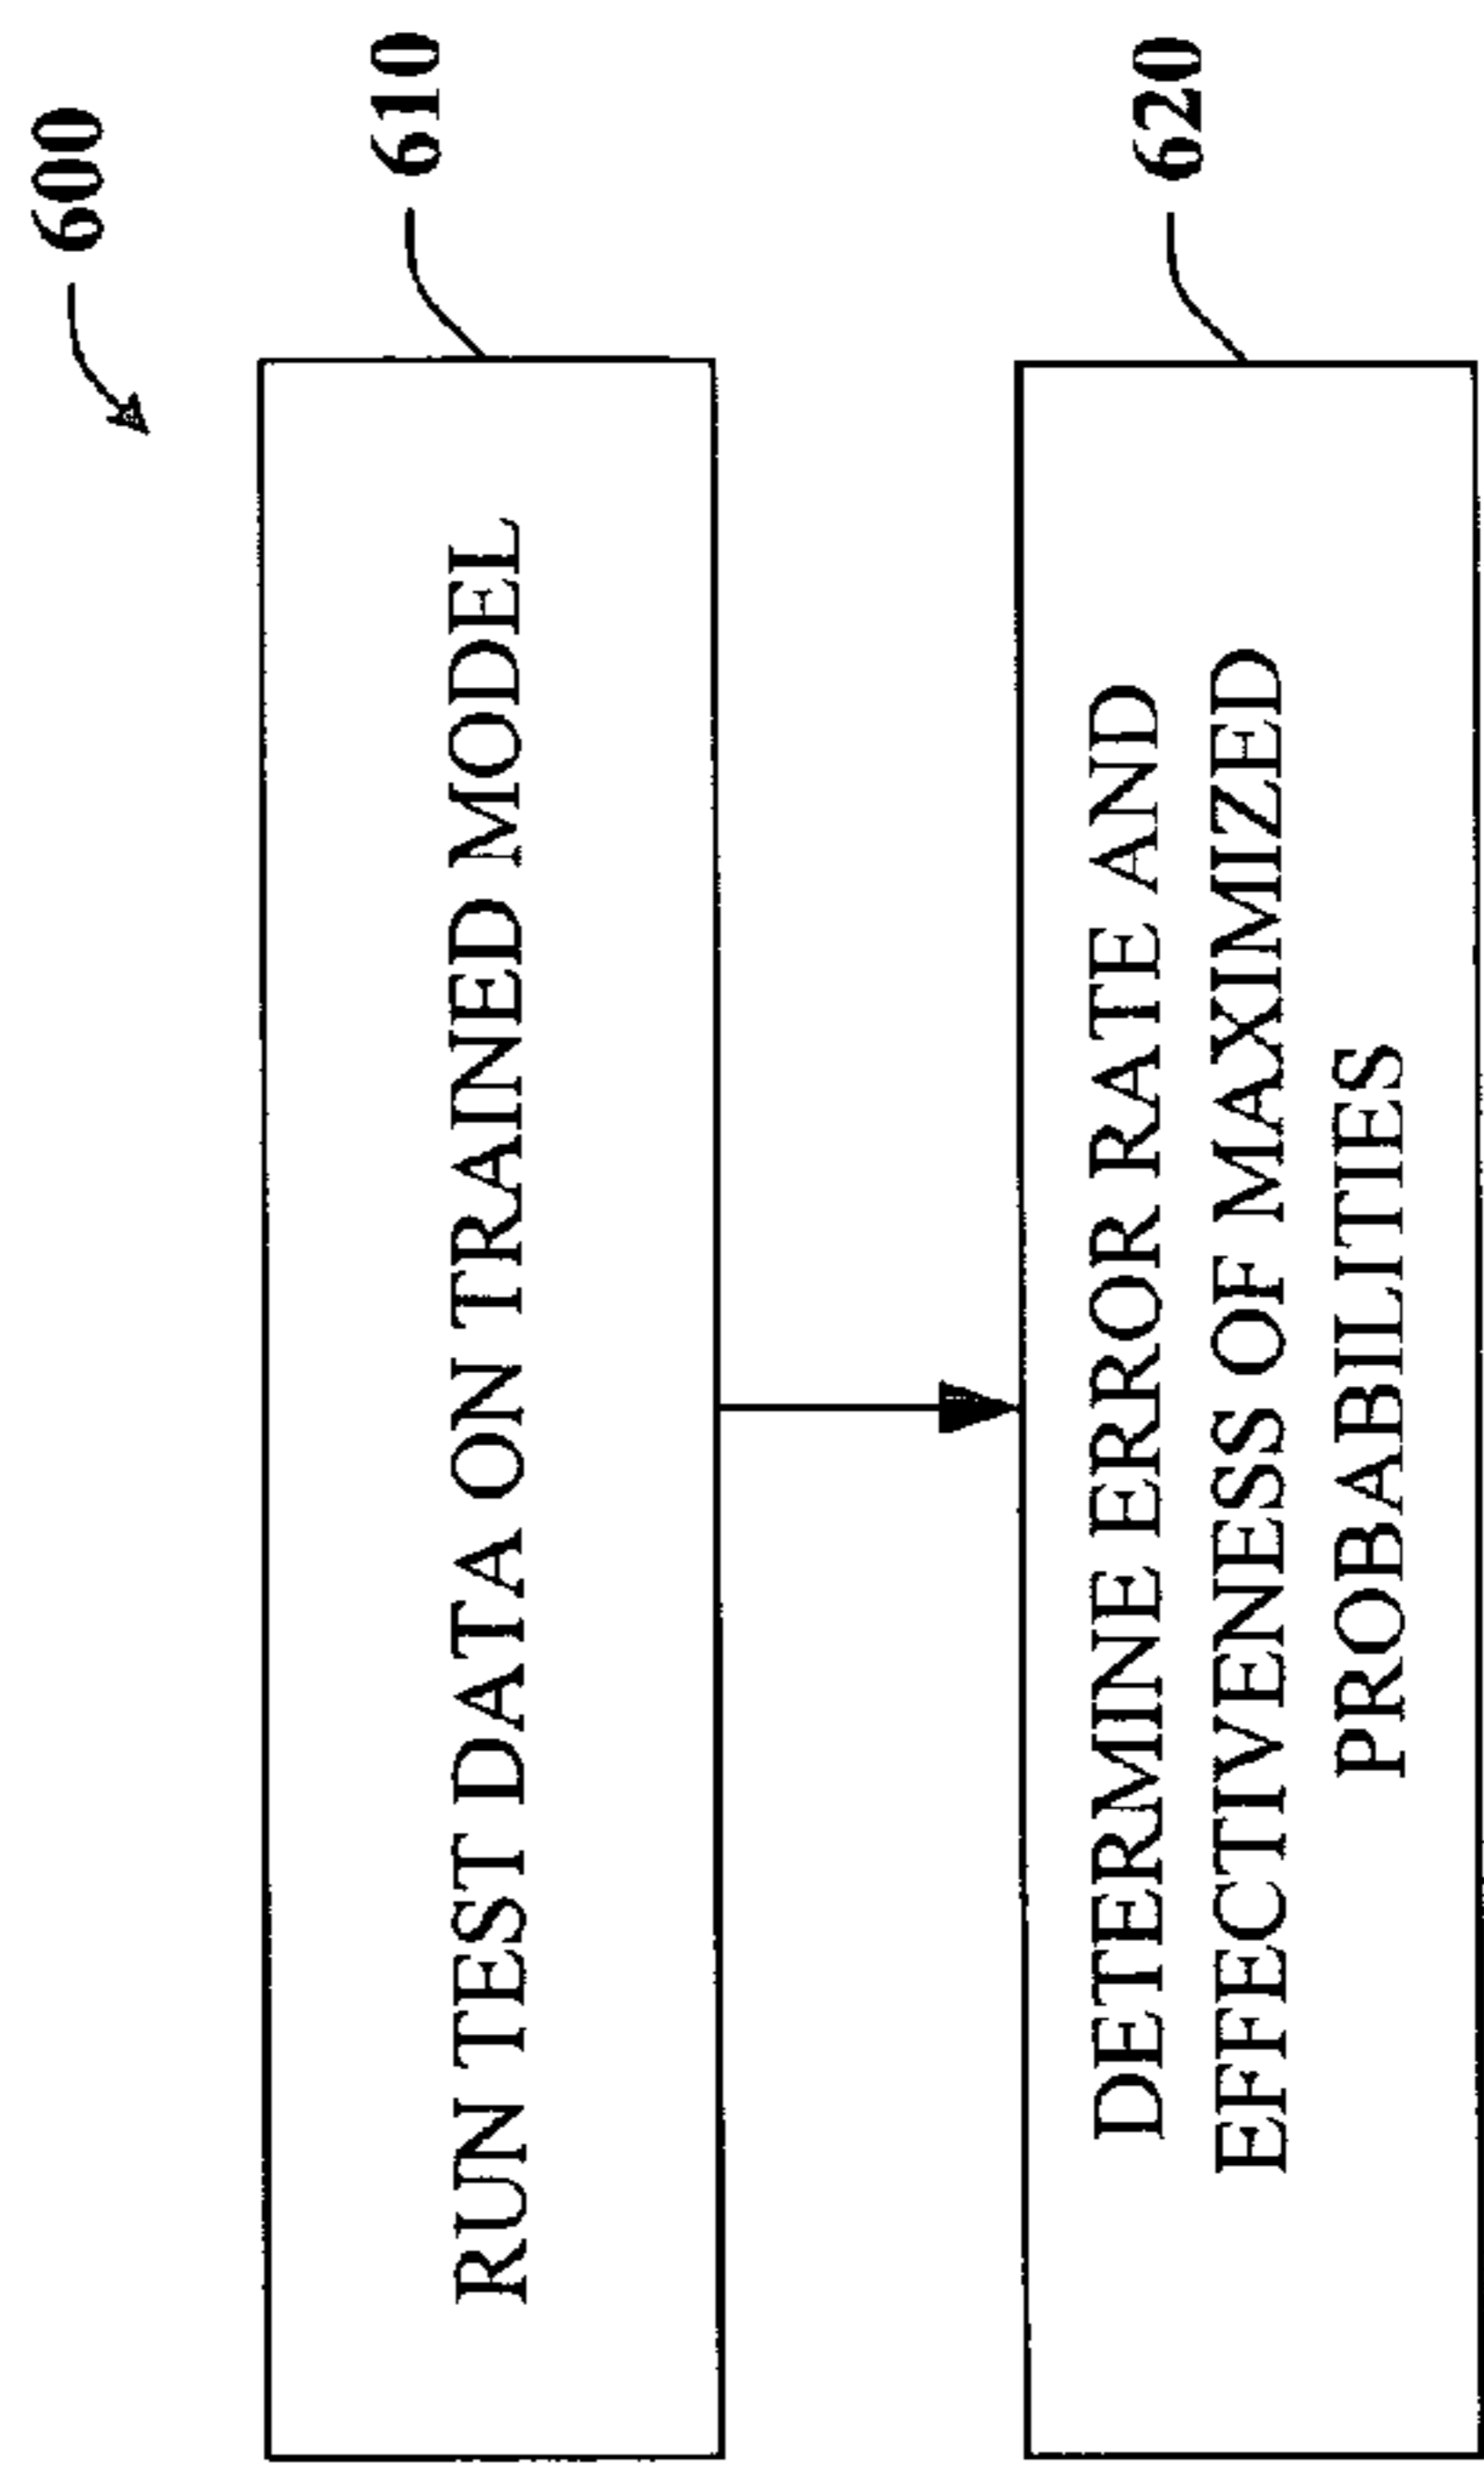 600
610
RUN TEST DATA ON TRAINED MODEL
620
DETERMINE ERROR RATE AND
EFFECTIVENESS OF MAXIMIZED
PROBABILITIES